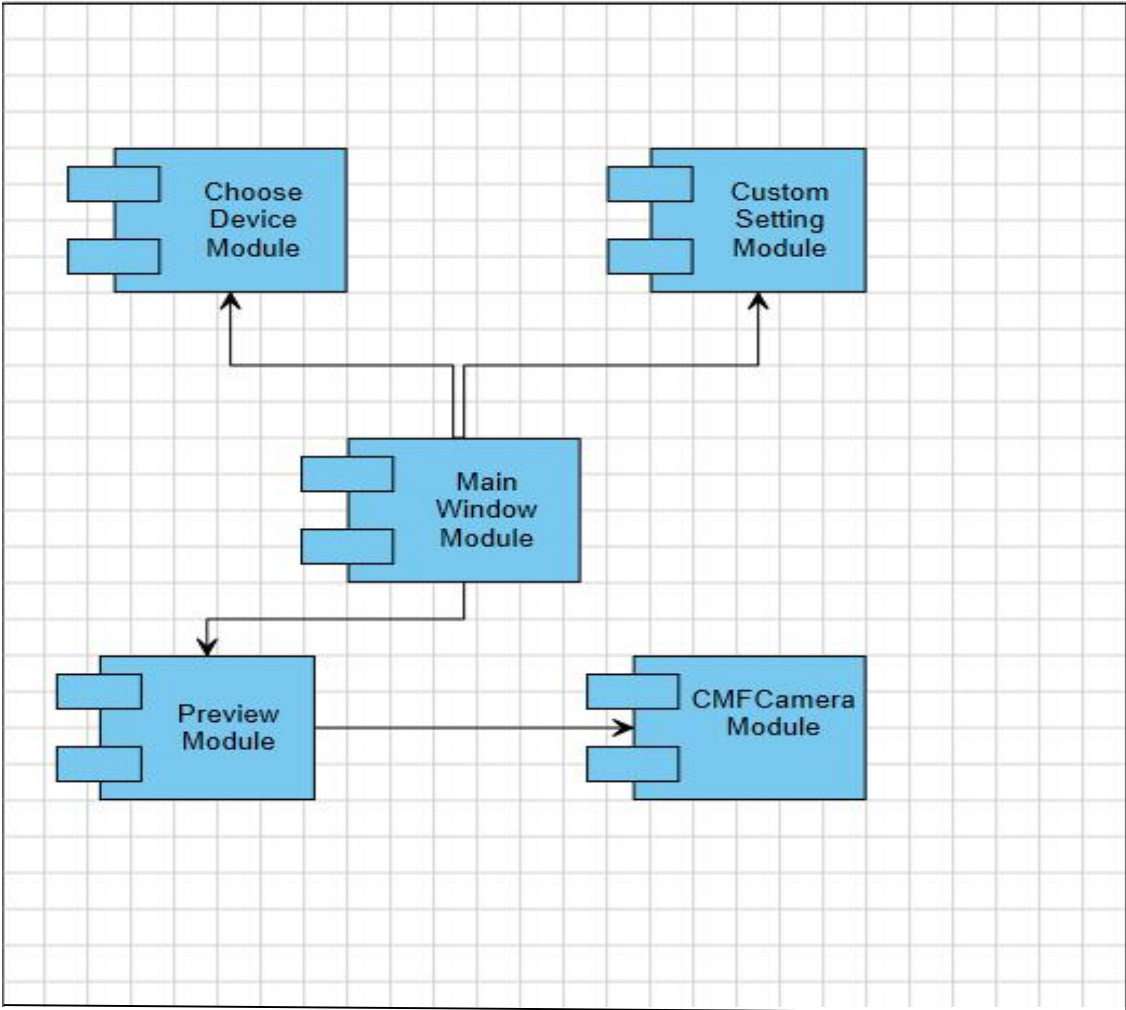 Choose
Device
Module
Custom
Setting
Module
Main
Window
Module
Preview
Module
CMFCamera
Module